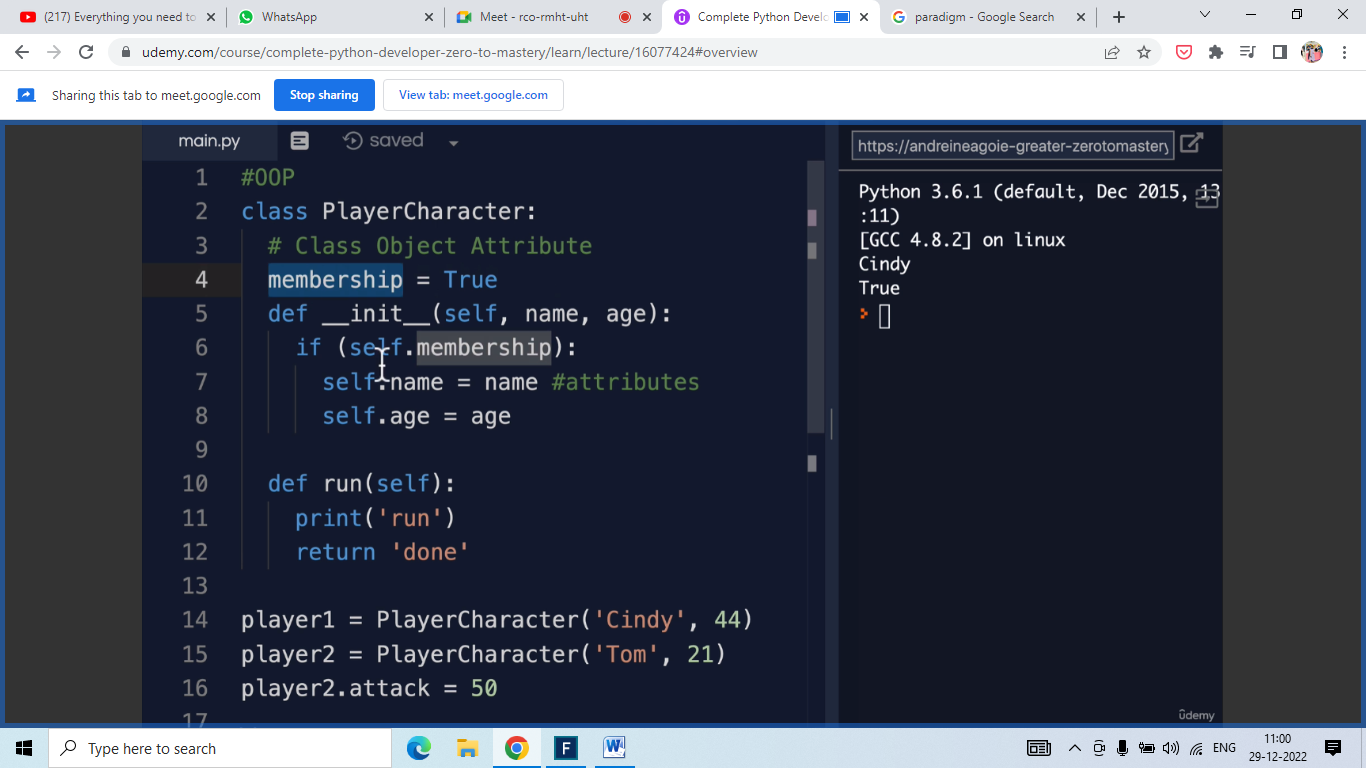 (217) Everything you need to
WhatsApp
Meet - rco-rmht-uht
Complete Python Develo
paradigm - Google Search
udemy.com/course/complete-python-developer-zero-to-mastery/learn/lecture/16077424#overview
Sharing this tab to meet.google.com
Stop sharing
View tab: meet.google.com
main.py
saved
https://andreineagoie-greater-zerotomastery
1 #OOP
2 class PlayerCharacter:
3 # Class Object Attribute
4 membership = True
5 def __init__(self, name, age):
6 if (self.membership):
7 self.name = name #attributes
8 self.age = age
9
10 def run(self):
11 print('run')
12 return 'done'
13
14 player1 = PlayerCharacter('Cindy', 44)
15 player2 = PlayerCharacter('Tom', 21)
16 player2.attack = 50
17
Python 3.6.1 (default, Dec 2015, 13
:11)
[GCC 4.8.2] on linux
Cindy
True
ûdemy
Type here to search
F
W
ENG
11:00
29-12-2022